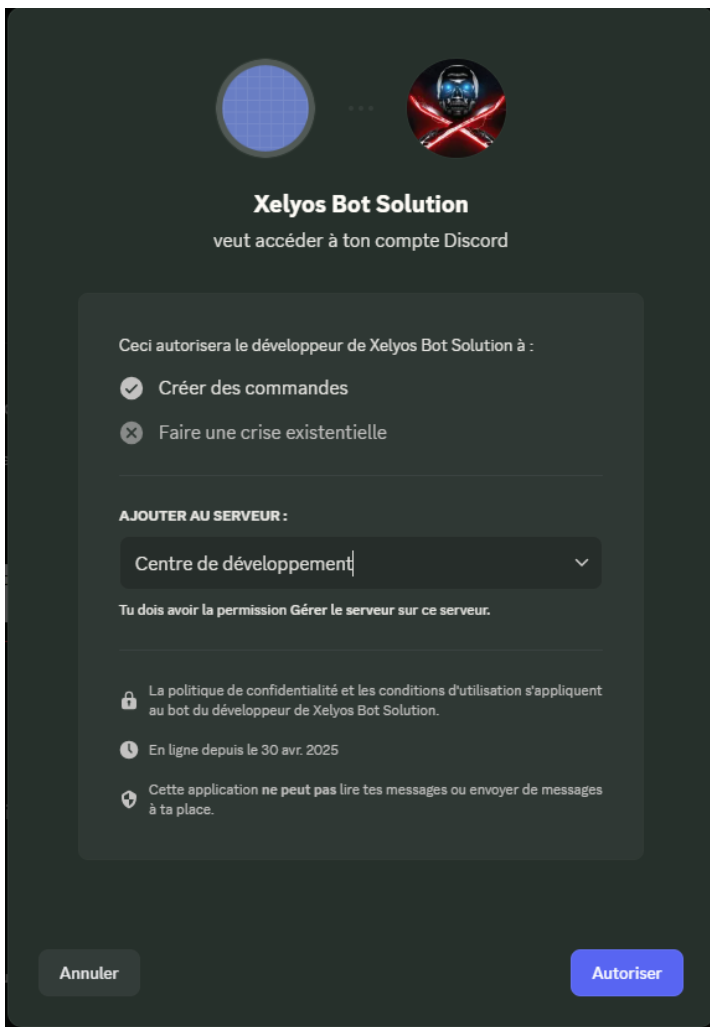 Xelyos Bot Solution
veut accéder à ton compte Discord
Ceci autorisera le développeur de Xelyos Bot Solution à :
Créer des commandes
Faire une crise existentielle
AJOUTER AU SERVEUR :
Centre de développement
Tu dois avoir la permission Gérer le serveur sur ce serveur.
La politique de confidentialité et les conditions d'utilisation s'appliquent
au bot du développeur de Xelyos Bot Solution.
En ligne depuis le 30 avr. 2025
Cette application ne peut pas lire tes messages ou envoyer de messages
à ta place.
Annuler
Autoriser